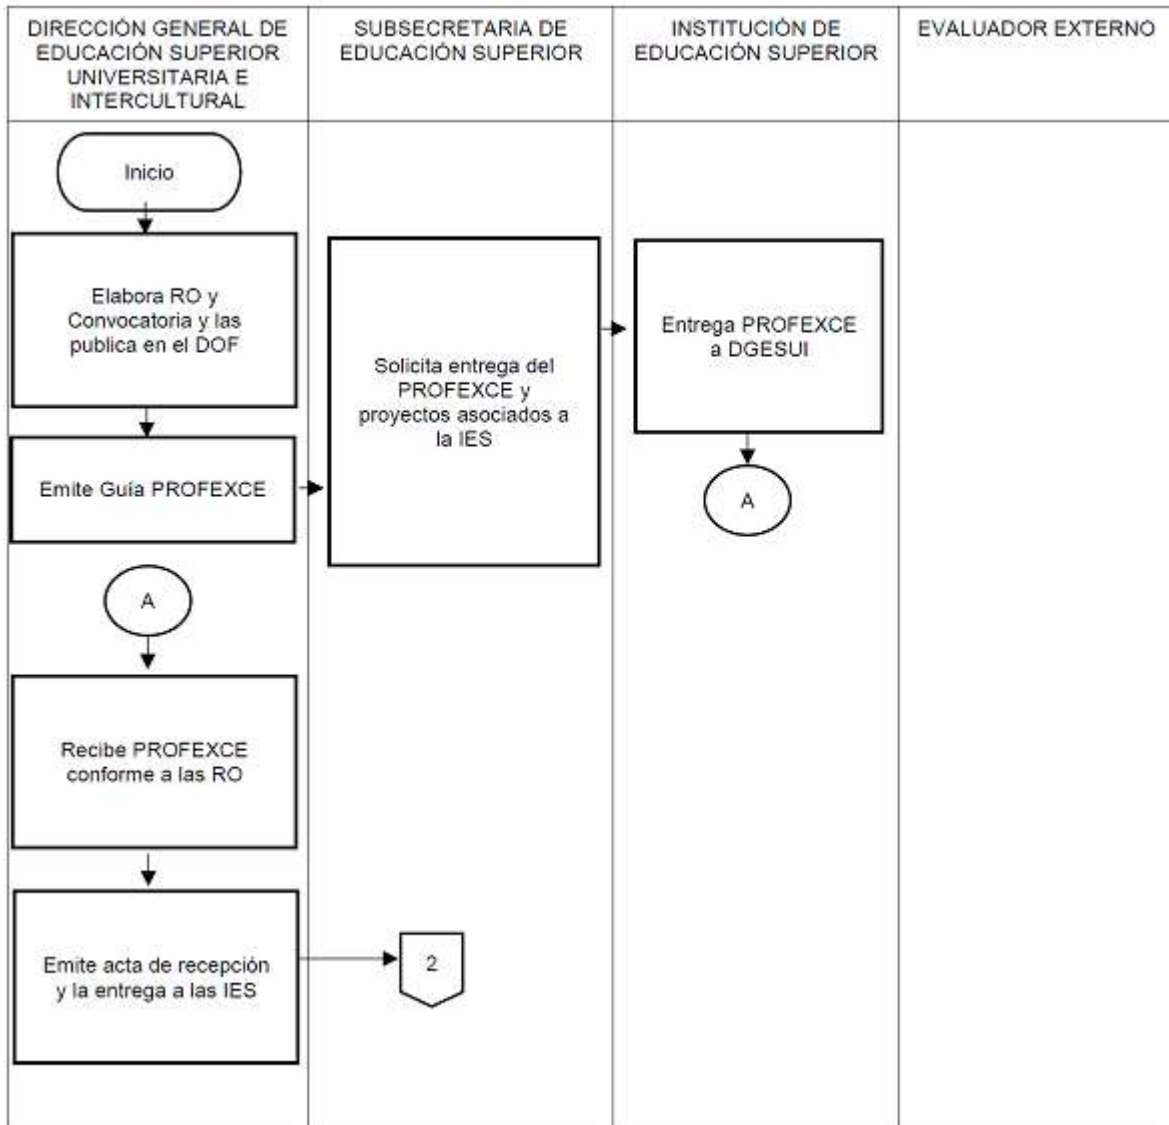 DIRECCIÓN GENERAL DE
EDUCACIÓN SUPERIOR
UNIVERSITARIA E
INTERCULTURAL
SUBSECRETARIA DE
EDUCACIÓN SUPERIOR
INSTITUCIÓN DE
EDUCACIÓN SUPERIOR
EVALUADOR EXTERNO
Inicio
Elabora RO y
Convocatoria y las
publica en el DOF
Emite Guía PROFEXCE
Solicita entrega del
PROFEXCE y
proyectos asociados a
la IES
Entrega PROFEXCE
a DGESUI
A
A
Recibe PROFEXCE
conforme a las RO
Emite acta de recepción
y la entrega a las IES
2